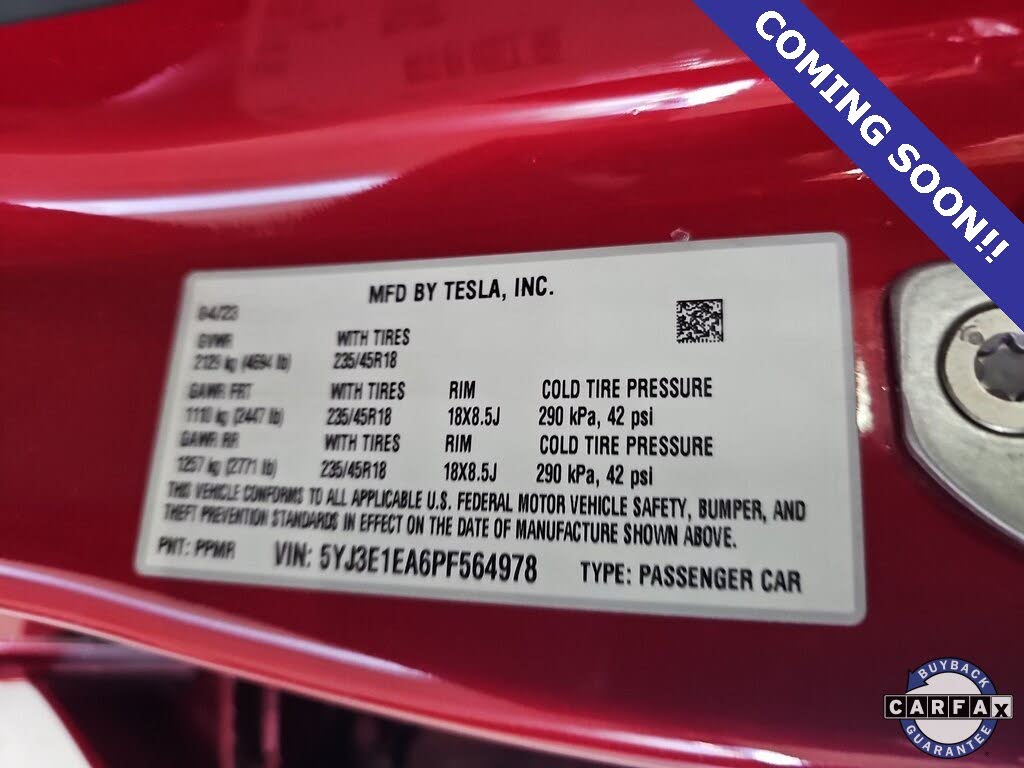 COMING SOON!!
MFD BY TESLA, INC.
04/23
GVWR WITH TIRES
2129 kg (4694 lb) 235/45R18
GAWR FRT WITH TIRES RIM COLD TIRE PRESSURE
1110 kg (2447 lb) 235/45R18 18X8.5J 290 kPa, 42 psi
GAWR RR WITH TIRES RIM COLD TIRE PRESSURE
1257 kg (2771 lb) 235/45R18 18X8.5J 290 kPa, 42 psi
THIS VEHICLE CONFORMS TO ALL APPLICABLE U.S. FEDERAL MOTOR VEHICLE SAFETY, BUMPER, AND
THEFT PREVENTION STANDARDS IN EFFECT ON THE DATE OF MANUFACTURE SHOWN ABOVE.
PNT: PPMR VIN: 5YJ3E1EA6PF564978 TYPE: PASSENGER CAR
BUYBACK
CARFAX
GUARANTEE